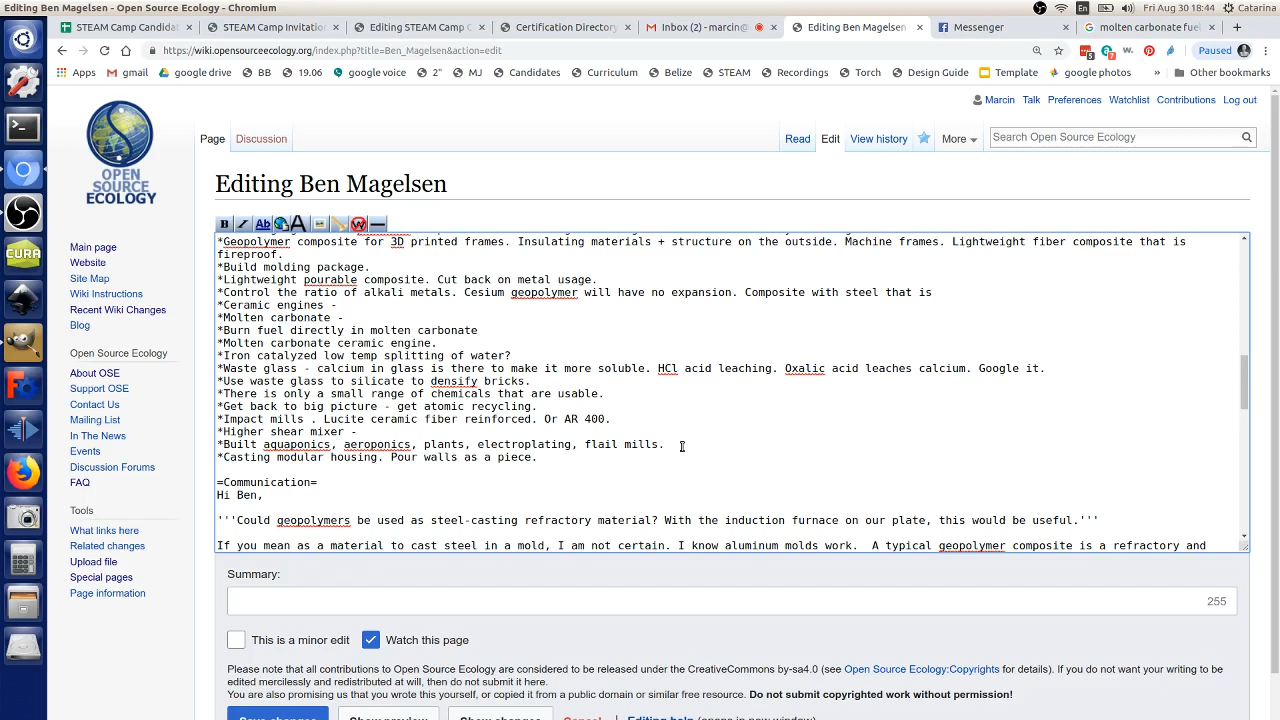 Editing Ben Magelsen - Open Source Ecology - Chromium
En
Fri Aug 30 18:44
Catarina
STEAM Camp Candidat
STEAM Camp Invitation
Operating STEAM Camp
Certification Directory
Inbox (2) - marcin@
Editing Ben Magelsen
Messenger
molten carbonate fuel
https://wiki.opensourceecology.org/index.php?title=Ben_Magelsen&action=edit
Paused
Apps
gmail
google drive
BB
19.06
google voice
2"
MJ
Candidates
Curriculum
Belize
STEAM
Recordings
Torch
Design Guide
Template
google photos
»
Other bookmarks
Marcin
Talk
Preferences
Watchlist
Contributions
Log out
OPEN
SOURCE
ECOLOGY
Page
Discussion
Read
Edit
View history
More
Search Open Source Ecology
Editing Ben Magelsen
Main page
Website
Site Map
Wiki Instructions
Recent Wiki Changes
Blog
Open Source Ecology
About OSE
Support OSE
Contact Us
Mailing List
In The News
Events
Discussion Forums
FAQ
Tools
What links here
Related changes
Upload file
Special pages
Page information
CURA
*Geopolymer composite for 3D printed frames. Insulating materials + structure on the outside. Machine frames. Lightweight fiber composite that is
fireproof.
*Build molding package.
*Lightweight pourable composite. Cut back on metal usage.
*Control the ratio of alkali metals. Cesium geopolymer will have no expansion. Composite with steel that is
*Ceramic engines -
*Molten carbonate -
*Burn fuel directly in molten carbonate
*Molten carbonate ceramic engine.
*Iron catalyzed low temp splitting of water?
*Waste glass - calcium in glass is there to make it more soluble. HCl acid leaching. Oxalic acid leaches calcium. Google it.
*Use waste glass to silicate to densify bricks.
*There is only a small range of chemicals that are usable.
*Get back to big picture - get atomic recycling.
*Impact mills . Lucite ceramic fiber reinforced. Or AR 400.
*Higher shear mixer -
*Built aquaponics, aeroponics, plants, electroplating, flail mills.
*Casting modular housing. Pour walls as a piece.
=Communication=
Hi Ben,
'''Could geopolymers be used as steel-casting refractory material? With the induction furnace on our plate, this would be useful.'''
If you mean as a material to cast steel in a mold, I am not certain. I know aluminum molds work.  A typical geopolymer composite is a refractory and
Summary:
255
This is a minor edit
Watch this page
Please note that all contributions to Open Source Ecology are considered to be released under the CreativeCommons by-sa4.0 (see Open Source Ecology:Copyrights for details). If you do not want your writing to be
edited mercilessly and redistributed at will, then do not submit it here.
You are also promising us that you wrote this yourself, or copied it from a public domain or similar free resource. Do not submit copyrighted work without permission!
Save changes
Show preview
Show changes
Cancel
Editing help (opens in new window)